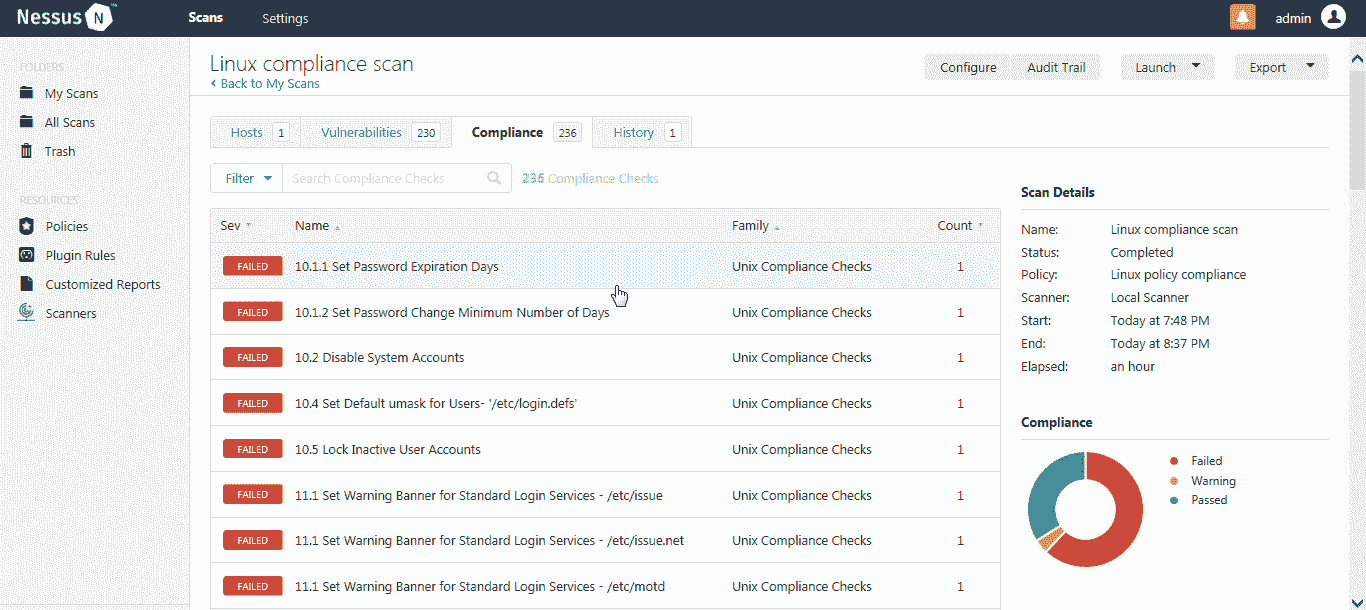 Nessus N ™
Scans
Settings
admin
FOLDERS
My Scans
All Scans
Trash
RESOURCES
Policies
Plugin Rules
Customized Reports
Scanners
Linux compliance scan
Back to My Scans
Configure
Audit Trail
Launch
Export
Hosts 1
Vulnerabilities 230
Compliance 236
History 1
Filter
Search Compliance Checks
236 Compliance Checks
Sev Name Family Count
FAILED 10.1.1 Set Password Expiration Days Unix Compliance Checks 1
FAILED 10.1.2 Set Password Change Minimum Number of Days Unix Compliance Checks 1
FAILED 10.2 Disable System Accounts Unix Compliance Checks 1
FAILED 10.4 Set Default umask for Users- '/etc/login.defs' Unix Compliance Checks 1
FAILED 10.5 Lock Inactive User Accounts Unix Compliance Checks 1
FAILED 11.1 Set Warning Banner for Standard Login Services - /etc/issue Unix Compliance Checks 1
FAILED 11.1 Set Warning Banner for Standard Login Services - /etc/issue.net Unix Compliance Checks 1
FAILED 11.1 Set Warning Banner for Standard Login Services - /etc/motd Unix Compliance Checks 1
Scan Details
Name: Linux compliance scan
Status: Completed
Policy: Linux policy compliance
Scanner: Local Scanner
Start: Today at 7:48 PM
End: Today at 8:37 PM
Elapsed: an hour
Compliance
Failed
Warning
Passed